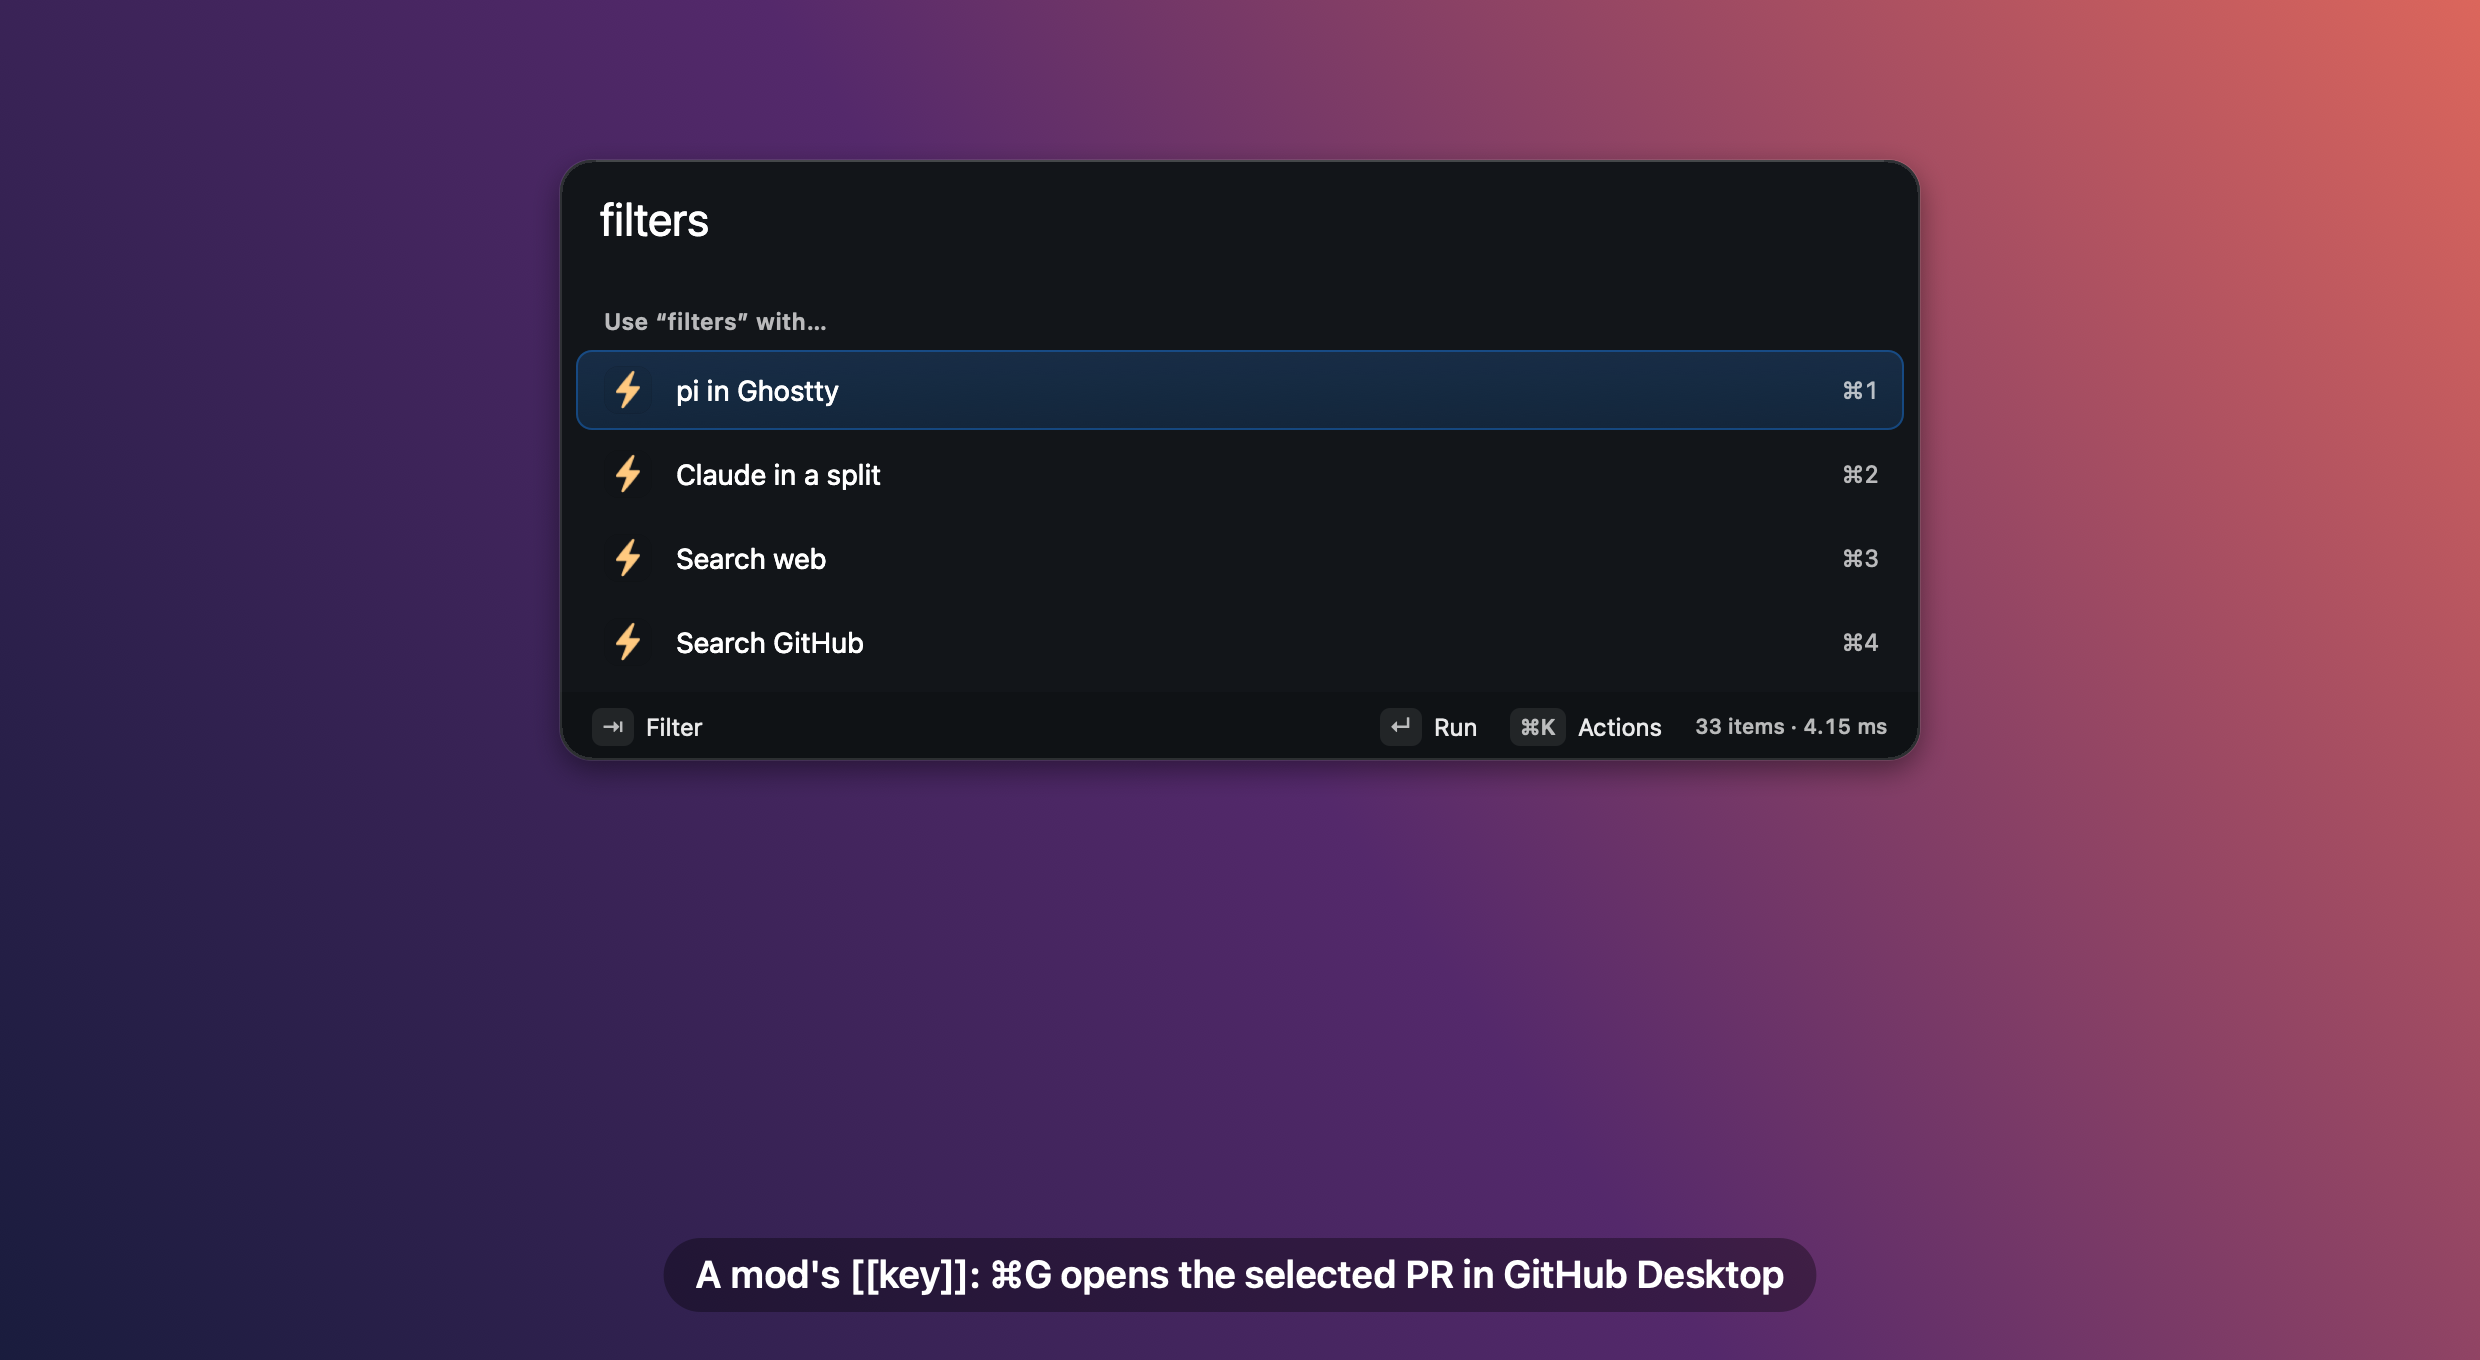 filters
Use “filters” with...
pi in Ghostty ⌘1
Claude in a split ⌘2
Search web ⌘3
Search GitHub ⌘4
⇥ Filter ↵ Run ⌘K Actions 33 items · 4.15 ms
A mod's [[key]]: ⌘G opens the selected PR in GitHub Desktop